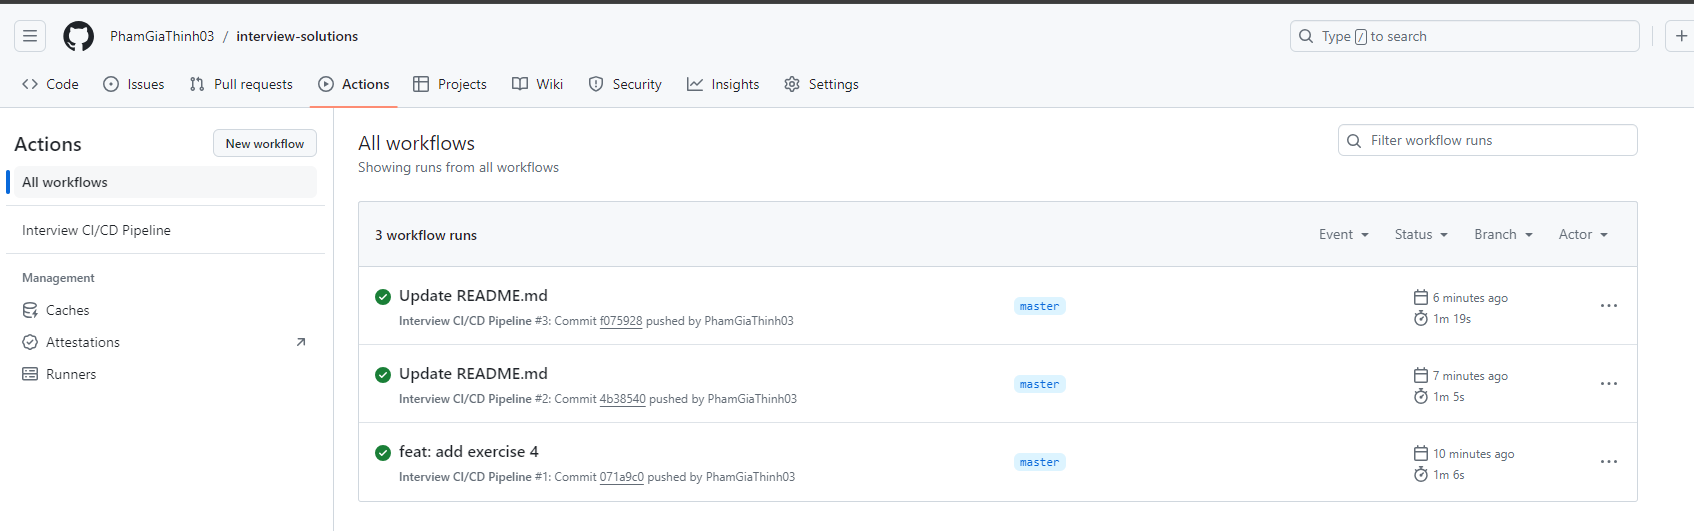 PhamGiaThinh03 / interview-solutions
Type / to search
Code Issues Pull requests Actions Projects Wiki Security Insights Settings
Actions
New workflow
All workflows
Interview CI/CD Pipeline
Management
Caches
Attestations
Runners
All workflows
Showing runs from all workflows
Filter workflow runs
3 workflow runs
Event Status Branch Actor
Update README.md
Interview CI/CD Pipeline #3: Commit f075928 pushed by PhamGiaThinh03
master
6 minutes ago
1m 19s
Update README.md
Interview CI/CD Pipeline #2: Commit 4b38540 pushed by PhamGiaThinh03
master
7 minutes ago
1m 5s
feat: add exercise 4
Interview CI/CD Pipeline #1: Commit 071a9c0 pushed by PhamGiaThinh03
master
10 minutes ago
1m 6s